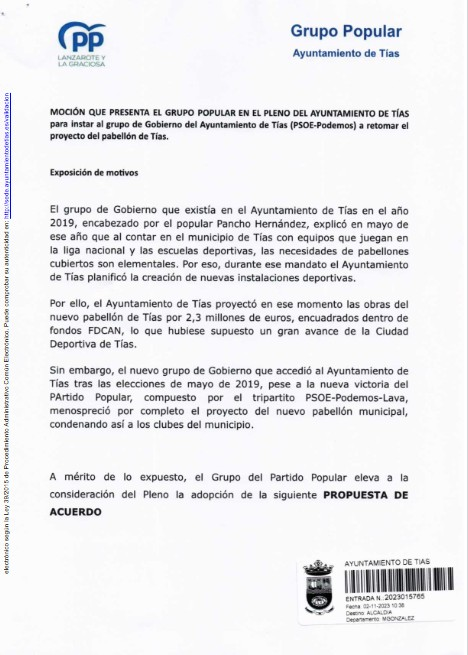 PP
LANZAROTE Y
LA GRACIOSA
Grupo Popular
Ayuntamiento de Tías
MOCIÓN QUE PRESENTA EL GRUPO POPULAR EN EL PLENO DEL AYUNTAMIENTO DE TÍAS
para instar al grupo de Gobierno del Ayuntamiento de Tías (PSOE-Podemos) a retomar el
proyecto del pabellón de Tías.
Exposición de motivos
El grupo de Gobierno que existía en el Ayuntamiento de Tías en el año
2019, encabezado por el popular Pancho Hernández, explicó en mayo de
ese año que al contar en el municipio de Tías con equipos que juegan en
la liga nacional y las escuelas deportivas, las necesidades de pabellones
cubiertos son elementales. Por eso, durante ese mandato el Ayuntamiento
de Tías planificó la creación de nuevas instalaciones deportivas.
Por ello, el Ayuntamiento de Tías proyectó en ese momento las obras del
nuevo pabellón de Tías por 2,3 millones de euros, encuadrados dentro de
fondos FDCAN, lo que hubiese supuesto un gran avance de la Ciudad
Deportiva de Tías.
Sin embargo, el nuevo grupo de Gobierno que accedió al Ayuntamiento de
Tías tras las elecciones de mayo de 2019, pese a la nueva victoria del
PArtido Popular, compuesto por el tripartito PSOE-Podemos-Lava,
menospreció por completo el proyecto del nuevo pabellón municipal,
condenando así a los clubes del municipio.
A mérito de lo expuesto, el Grupo del Partido Popular eleva a la
consideración del Pleno la adopción de la siguiente PROPUESTA DE
ACUERDO
AYUNTAMIENTO DE TIAS
ENTRADA N.:2023015765
Fecha: 02-11-2023 10:38
Destino: ALCALDIA
Departamento: MGONZALEZ
electrónico según la Ley 39/2015 de Procedimiento Administrativo Común Electrónico. Puede comprobar su autenticidad en: http://sede.ayuntamientodetias.es/validacion